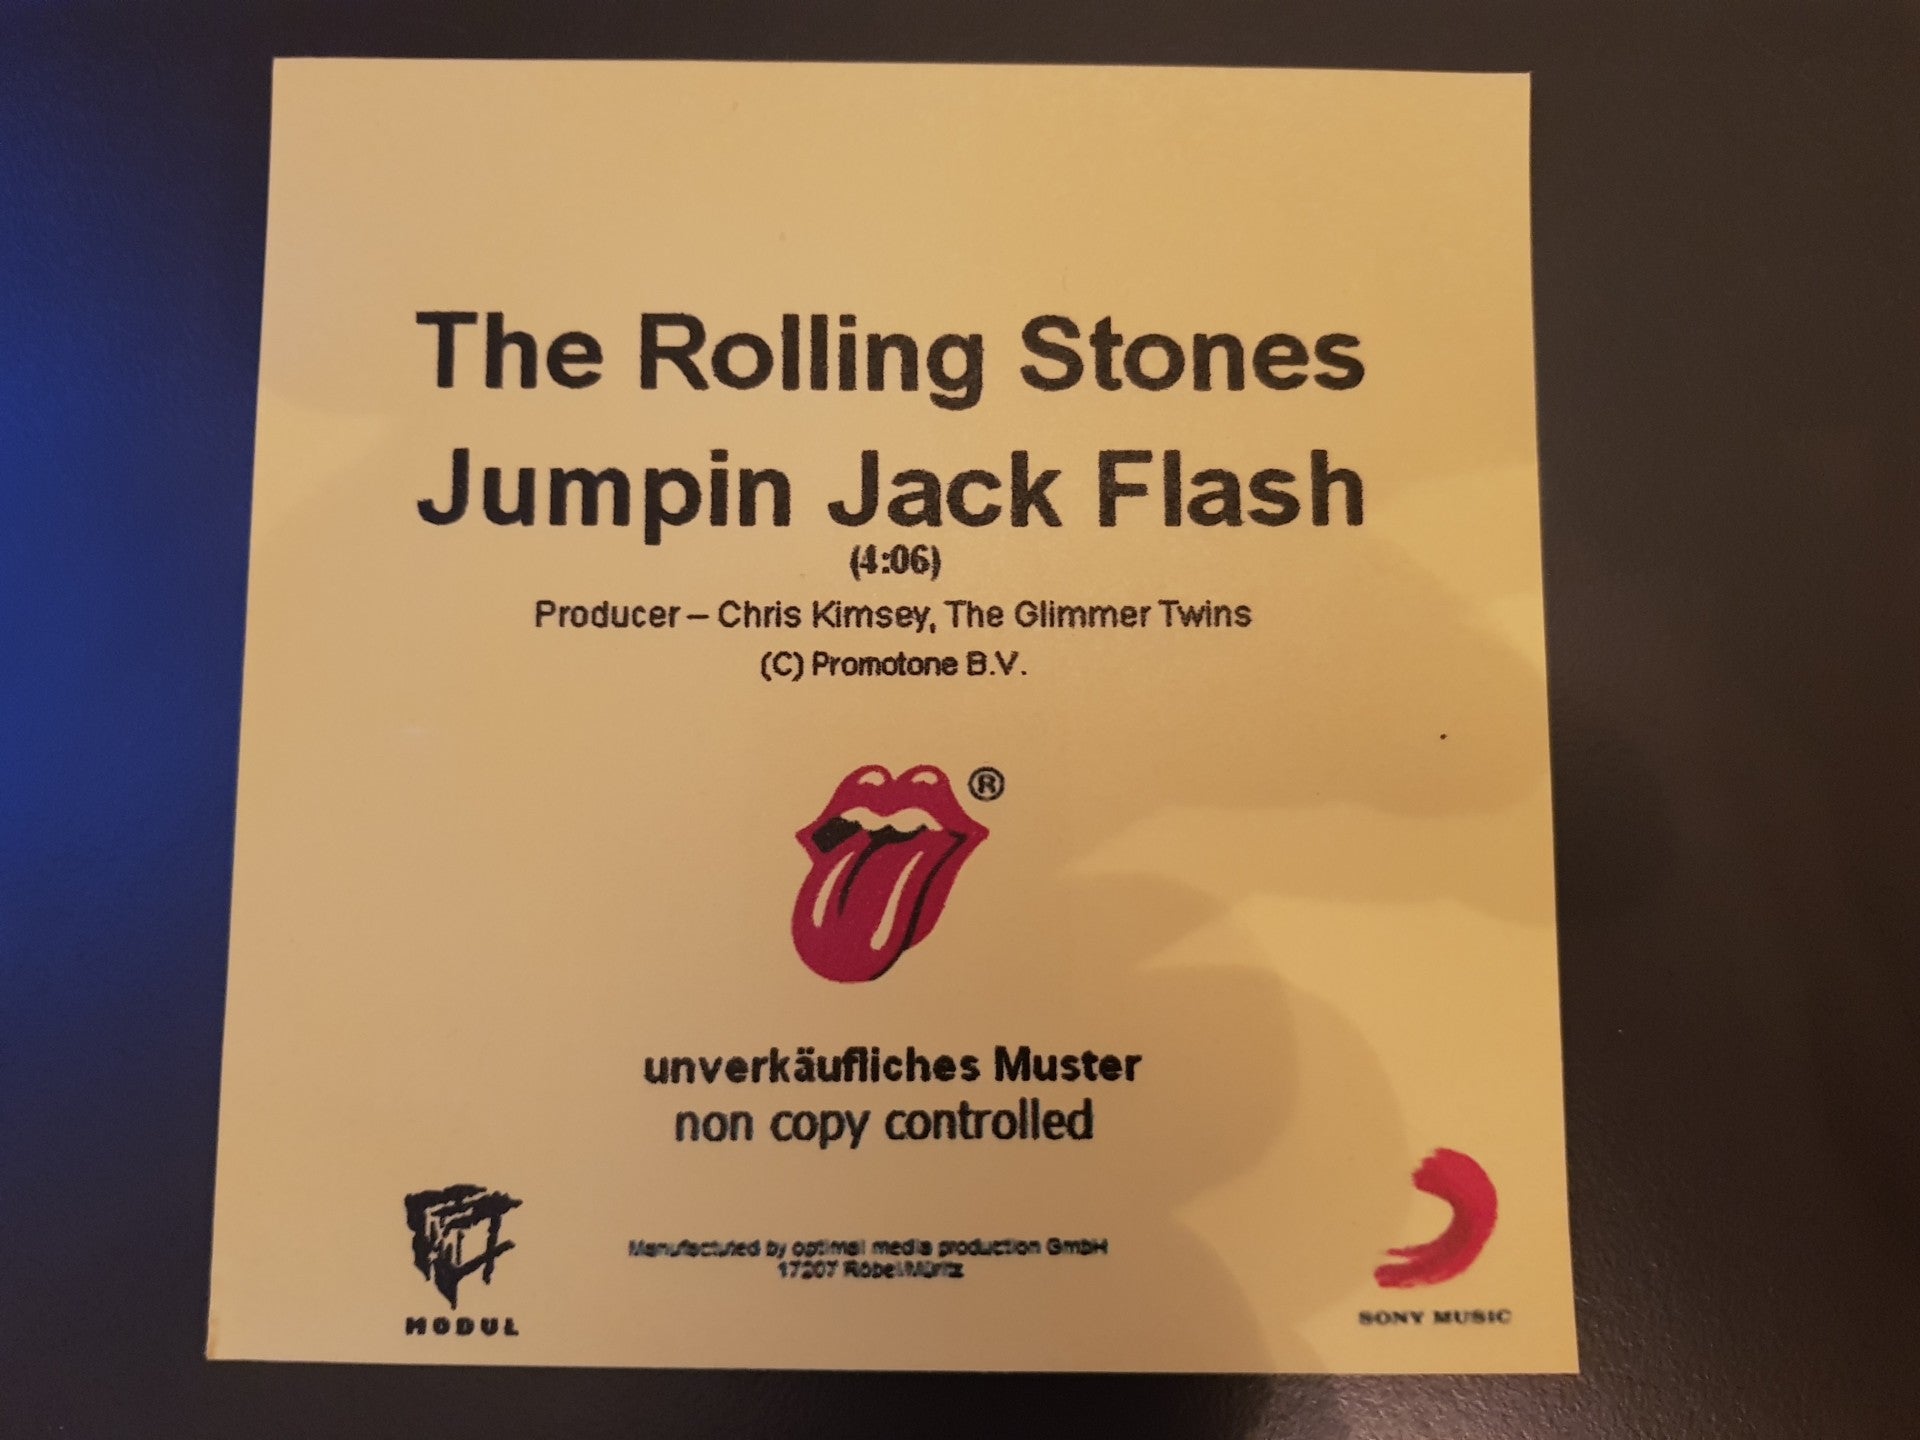 The Rolling Stones
Jumpin Jack Flash
(4:06)
Producer – Chris Kimsey, The Glimmer Twins
(C) Promotone B.V.
®
unverkäufliches Muster
non copy controlled
Manufactured by optimal media production GmbH
17207 Röbel/Müritz
MODUL
SONY MUSIC